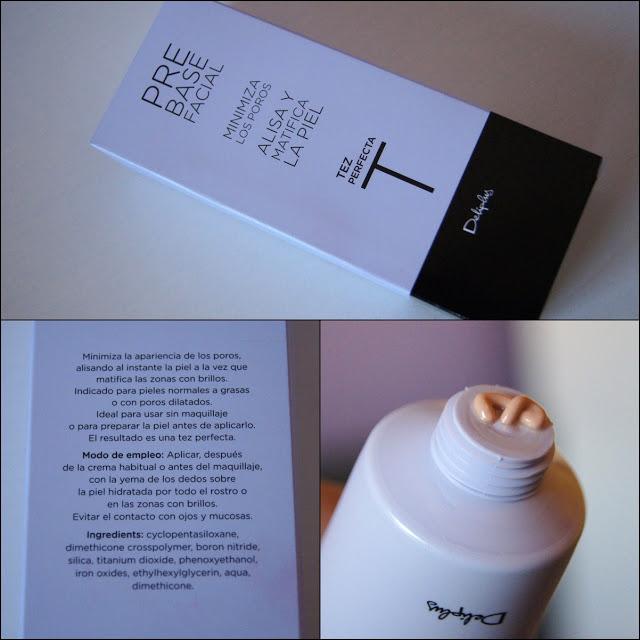 PRE
BASE
FACIAL
MINIMIZA
LOS POROS
ALISA Y
MATIFICA
LA PIEL
TEZ
PERFECTA
T
Deliplus
Minimiza la apariencia de los poros,
alisando al instante la piel a la vez que
matifica las zonas con brillos.
Indicado para pieles normales a grasas
o con poros dilatados.
Ideal para usar sin maquillaje
o para preparar la piel antes de aplicarlo.
El resultado es una tez perfecta.
Modo de empleo: Aplicar, después
de la crema habitual o antes del maquillaje,
con la yema de los dedos sobre
la piel hidratada por todo el rostro o
en las zonas con brillos.
Evitar el contacto con ojos y mucosas.
Ingredients: cyclopentasiloxane,
dimethicone crosspolymer, boron nitride,
silica, titanium dioxide, phenoxyethanol,
iron oxides, ethylhexylglycerin, aqua,
dimethicone.
Deliplus